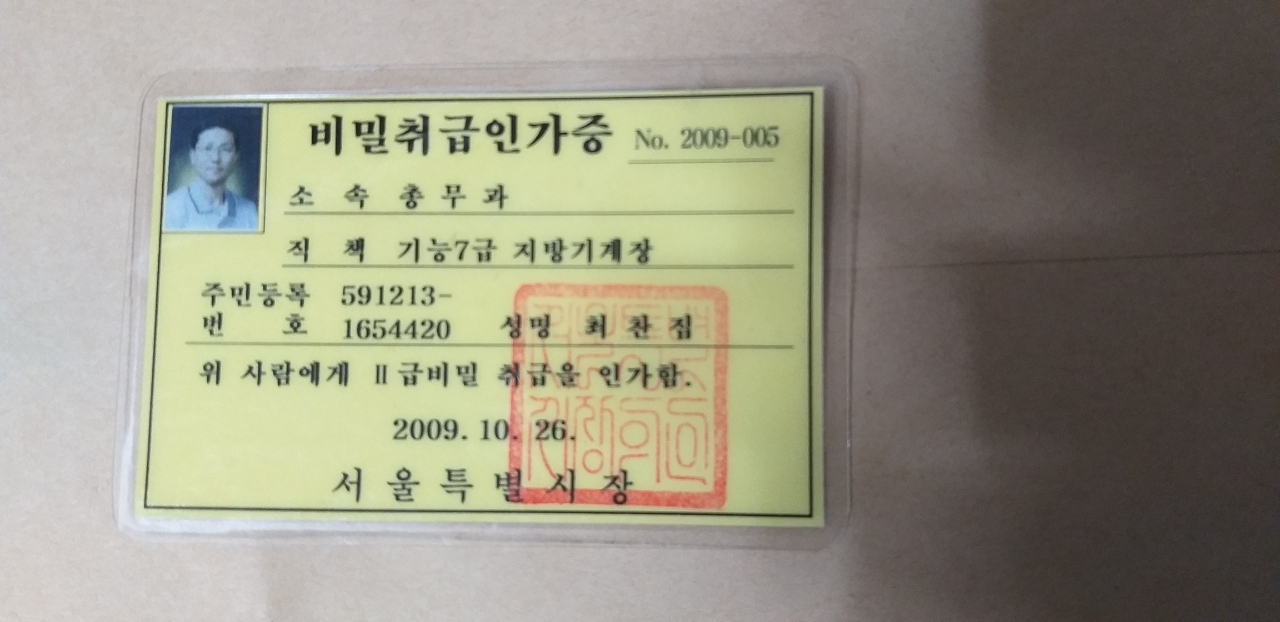 비밀취급인가증 No. 2009-005
소 속 총무과
직 책 기능7급 지방기계장
주민등록 591213-
번 호 1654420 성명 최찬집
위 사람에게 Ⅱ급비밀 취급을 인가함.
2009. 10. 26.
서울특별시장